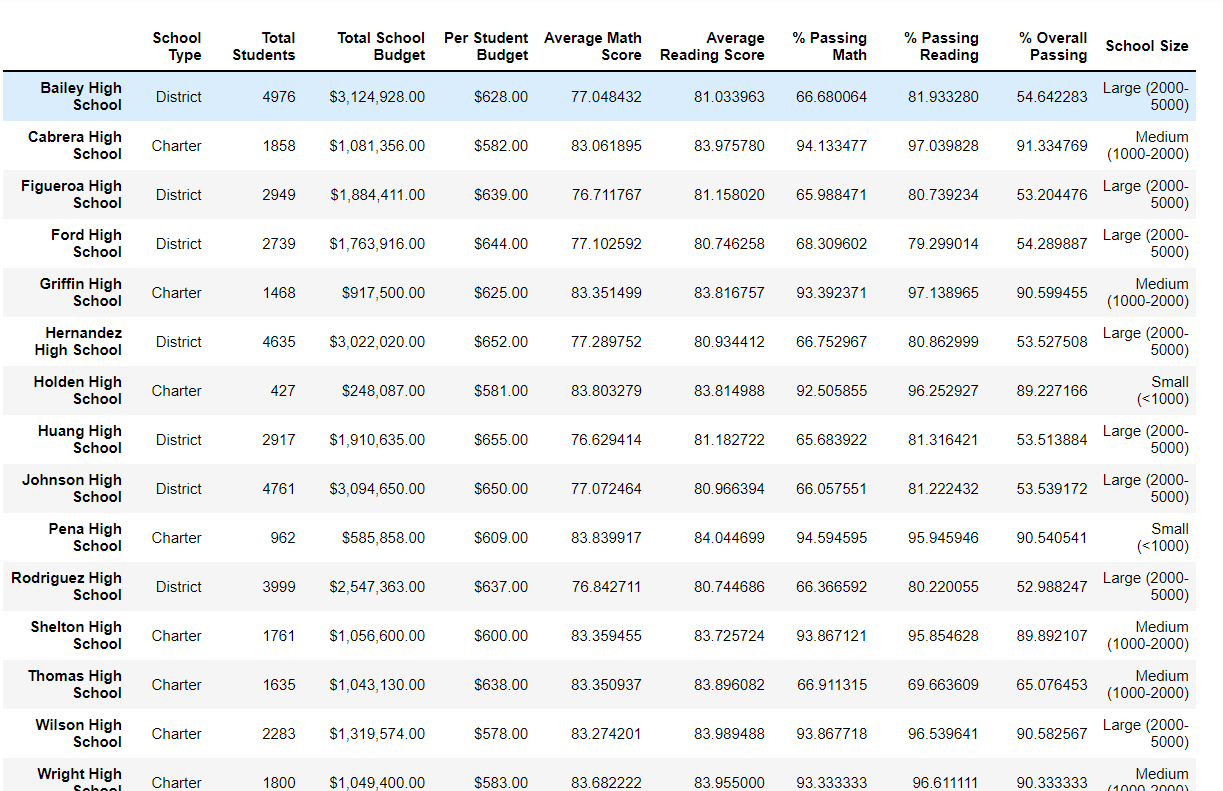 School Type Total Students Total School Budget Per Student Budget Average Math Score Average Reading Score % Passing Math % Passing Reading % Overall Passing School Size
Bailey High School District 4976 $3,124,928.00 $628.00 77.048432 81.033963 66.680064 81.933280 54.642283 Large (2000-5000)
Cabrera High School Charter 1858 $1,081,356.00 $582.00 83.061895 83.975780 94.133477 97.039828 91.334769 Medium (1000-2000)
Figueroa High School District 2949 $1,884,411.00 $639.00 76.711767 81.158020 65.988471 80.739234 53.204476 Large (2000-5000)
Ford High School District 2739 $1,763,916.00 $644.00 77.102592 80.746258 68.309602 79.299014 54.289887 Large (2000-5000)
Griffin High School Charter 1468 $917,500.00 $625.00 83.351499 83.816757 93.392371 97.138965 90.599455 Medium (1000-2000)
Hernandez High School District 4635 $3,022,020.00 $652.00 77.289752 80.934412 66.752967 80.862999 53.527508 Large (2000-5000)
Holden High School Charter 427 $248,087.00 $581.00 83.803279 83.814988 92.505855 96.252927 89.227166 Small (<1000)
Huang High School District 2917 $1,910,635.00 $655.00 76.629414 81.182722 65.683922 81.316421 53.513884 Large (2000-5000)
Johnson High School District 4761 $3,094,650.00 $650.00 77.072464 80.966394 66.057551 81.222432 53.539172 Large (2000-5000)
Pena High School Charter 962 $585,858.00 $609.00 83.839917 84.044699 94.594595 95.945946 90.540541 Small (<1000)
Rodriguez High School District 3999 $2,547,363.00 $637.00 76.842711 80.744686 66.366592 80.220055 52.988247 Large (2000-5000)
Shelton High School Charter 1761 $1,056,600.00 $600.00 83.359455 83.725724 93.867121 95.854628 89.892107 Medium (1000-2000)
Thomas High School Charter 1635 $1,043,130.00 $638.00 83.350937 83.896082 66.911315 69.663609 65.076453 Medium (1000-2000)
Wilson High School Charter 2283 $1,319,574.00 $578.00 83.274201 83.989488 93.867718 96.539641 90.582567 Large (2000-5000)
Wright High School Charter 1800 $1,049,400.00 $583.00 83.682222 83.955000 93.333333 96.611111 90.333333 Medium (1000-2000)